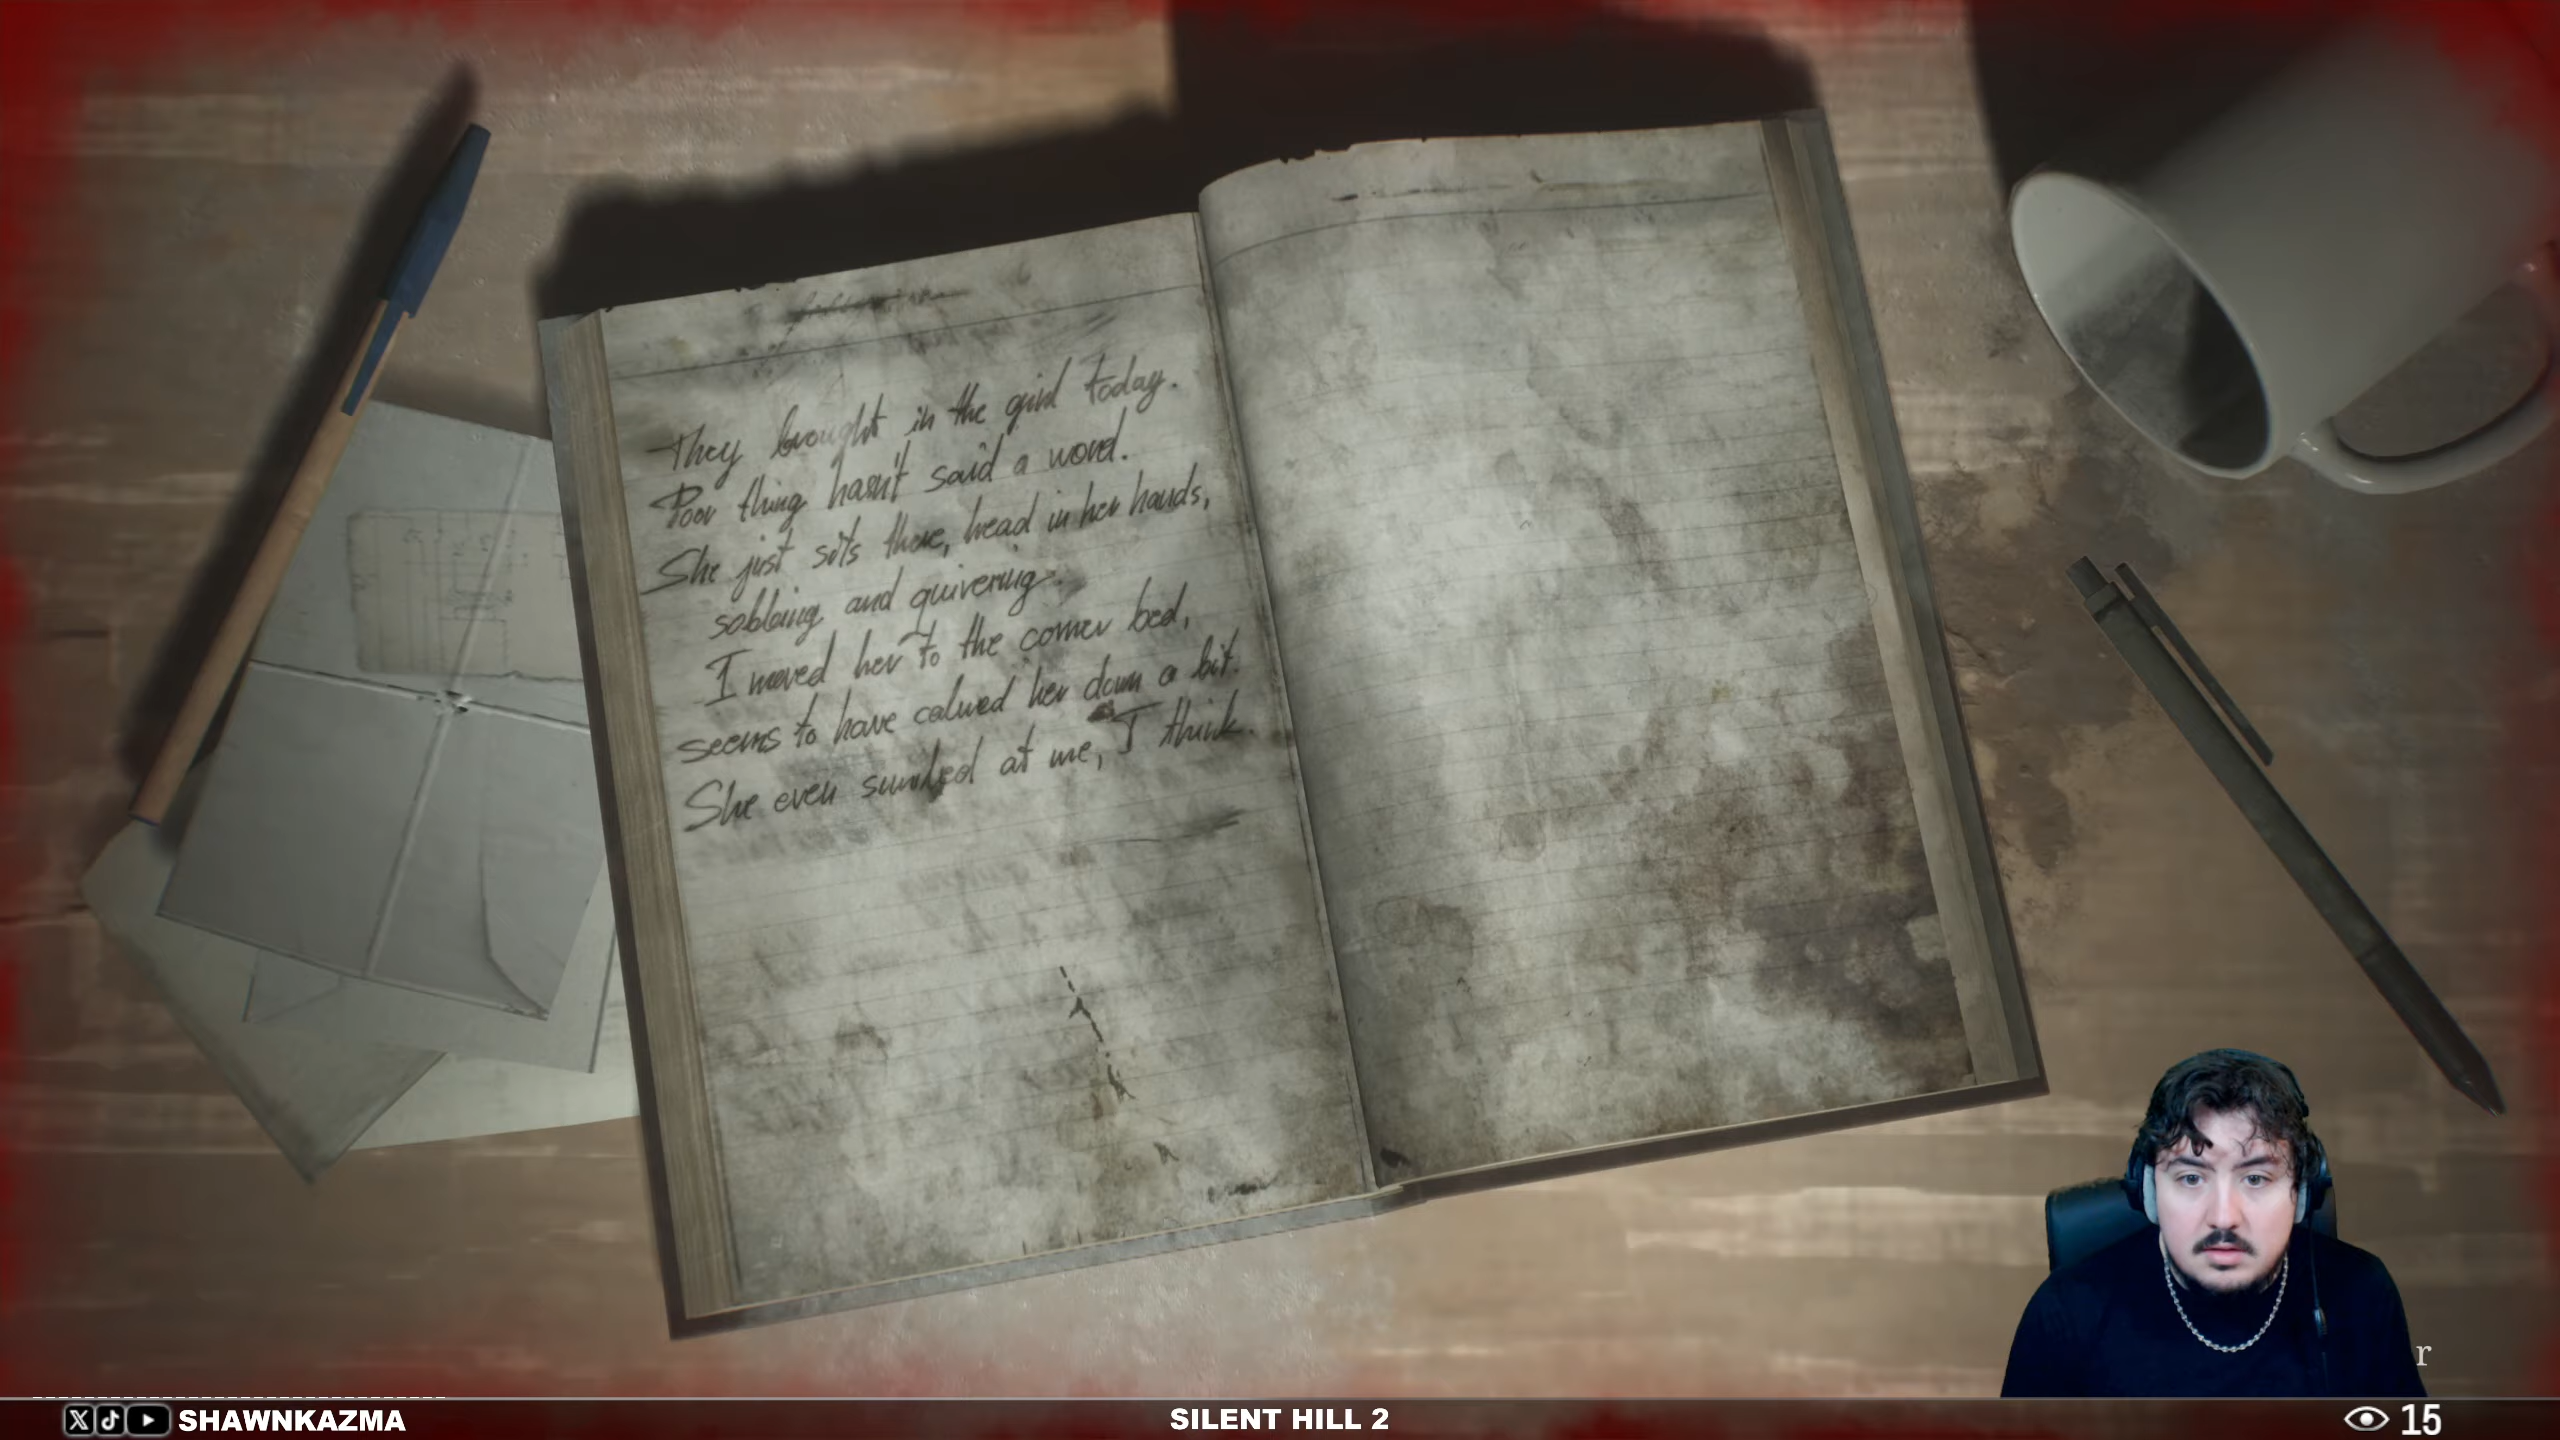 They brought in the girl today.
Poor thing hasn't said a word.
She just sits there, head in her hands,
sobbing and quivering.
I moved her to the corner bed,
seems to have calmed her down a bit.
She even smiled at me, I think.
r
SHAWNKAZMA
SILENT HILL 2
15